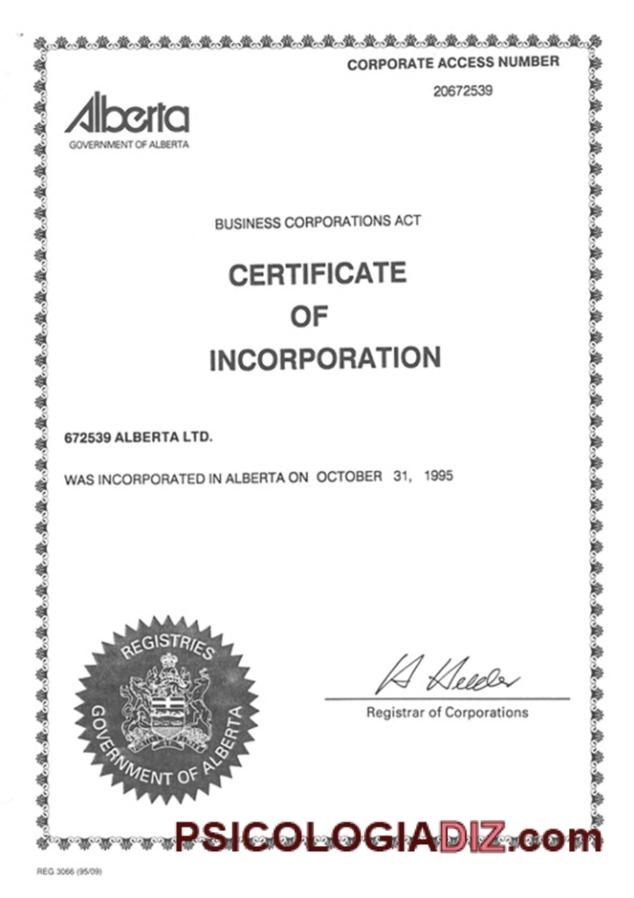 CORPORATE ACCESS NUMBER
20672539
Alberta
GOVERNMENT OF ALBERTA
BUSINESS CORPORATIONS ACT
CERTIFICATE
OF
INCORPORATION
672539 ALBERTA LTD.
WAS INCORPORATED IN ALBERTA ON OCTOBER 31, 1995
REGISTRIES
GOVERNMENT OF ALBERTA
Registrar of Corporations
PSICOLOGIADIZ.com
REG 3066 (95/09)